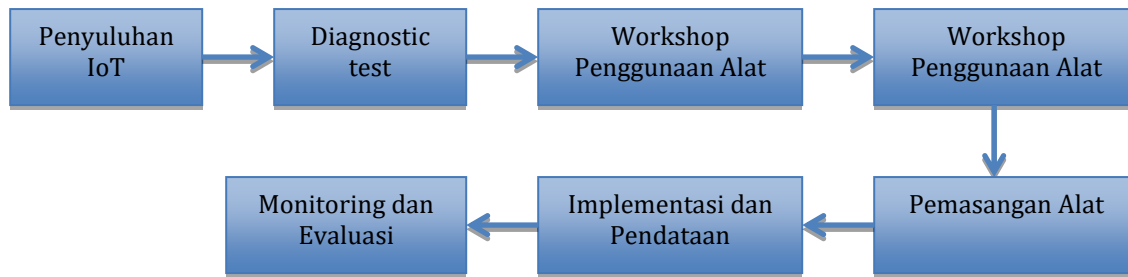 Penyuluhan
IoT
Diagnostic
test
Workshop
Penggunaan Alat
Workshop
Penggunaan Alat
Pemasangan Alat
Implementasi dan
Pendataan
Monitoring dan
Evaluasi